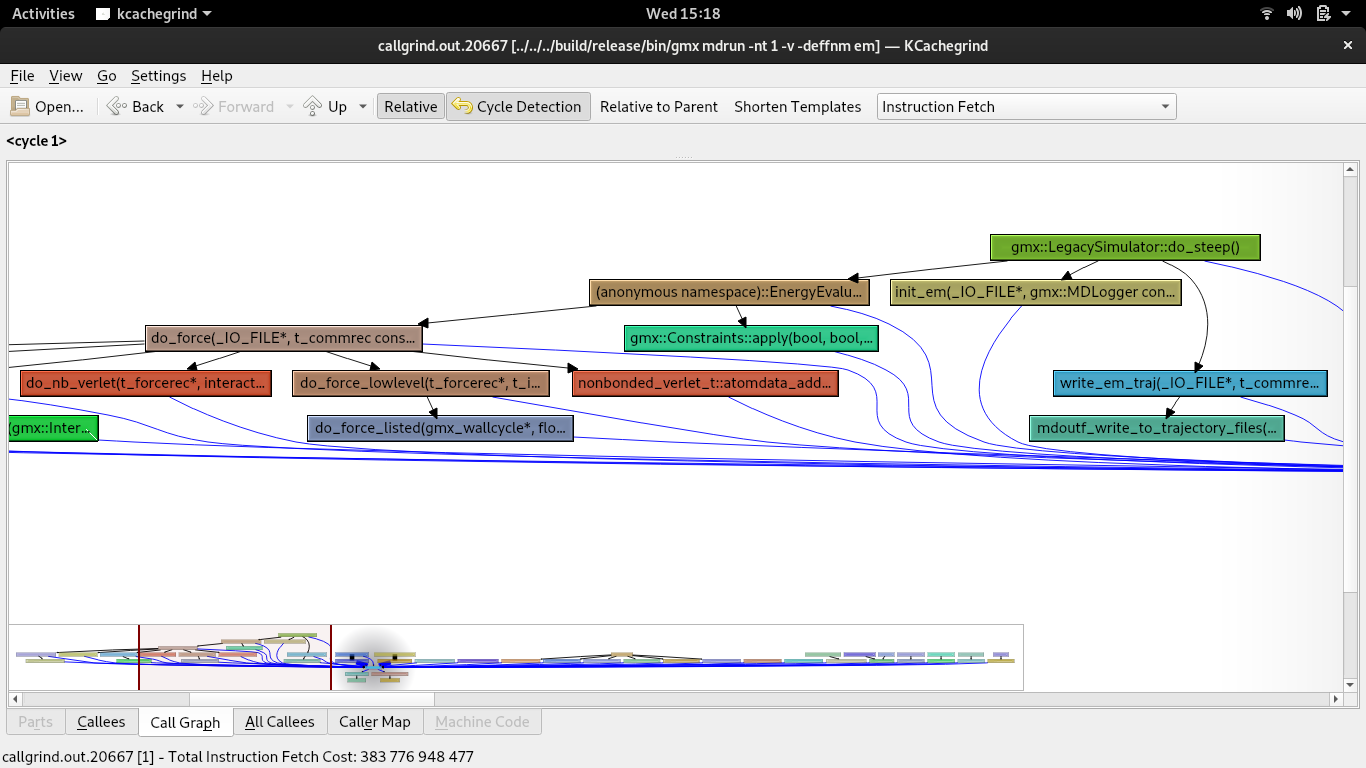 Activities kcachegrind Wed 15:18
callgrind.out.20667 [../../../build/release/bin/gmx mdrun -nt 1 -v -deffnm em] — KCachegrind
File View Go Settings Help
Open... Back Forward Up Relative Cycle Detection Relative to Parent Shorten Templates Instruction Fetch
<cycle 1>
gmx::LegacySimulator::do_steep()
(anonymous namespace)::EnergyEvalu... init_em(_IO_FILE*, gmx::MDLogger con...
do_force(_IO_FILE*, t_commrec cons... gmx::Constraints::apply(bool, bool,...
do_nb_verlet(t_forcerec*, interact... do_force_lowlevel(t_forcerec*, t_i... nonbonded_verlet_t::atomdata_add... write_em_traj(_IO_FILE*, t_commre...
(gmx::Inter... do_force_listed(gmx_wallcycle*, flo... mdoutf_write_to_trajectory_files(...
Parts Callees Call Graph All Callees Caller Map Machine Code
callgrind.out.20667 [1] - Total Instruction Fetch Cost: 383 776 948 477